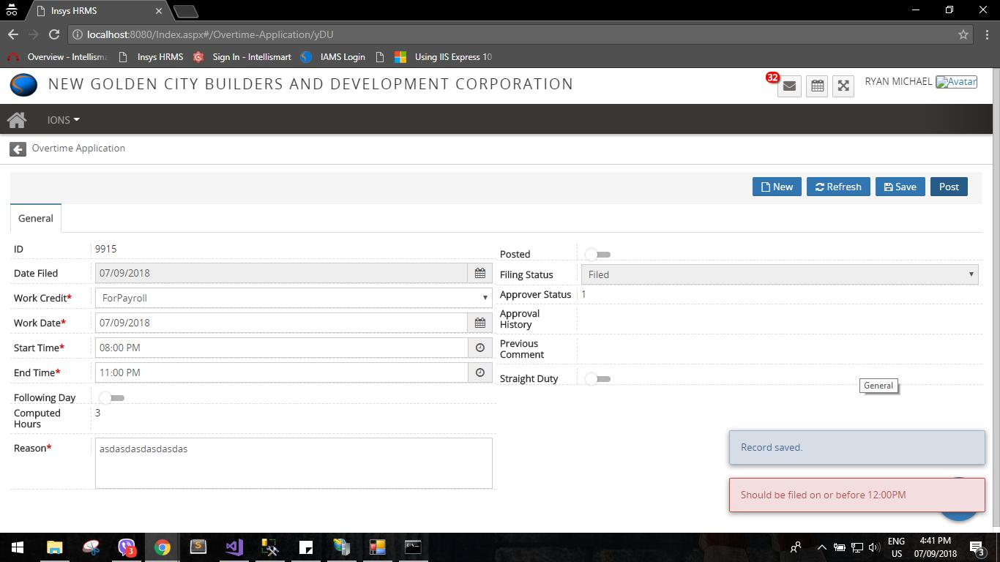 Insys HRMS
localhost:8080/Index.aspx#/Overtime-Application/yDU
Overview - Intellisma
Insys HRMS
Sign In - Intellismart
IAMS Login
Using IIS Express 10
NEW GOLDEN CITY BUILDERS AND DEVELOPMENT CORPORATION
32
RYAN MICHAEL
Avatar
IONS
Overtime Application
New
Refresh
Save
Post
General
ID
9915
Date Filed
07/09/2018
Work Credit*
ForPayroll
Work Date*
07/09/2018
Start Time*
08:00 PM
End Time*
11:00 PM
Following Day
Computed
Hours
3
Reason*
asdasdasdasdasdas
Posted
Filing Status
Filed
Approver Status
1
Approval
History
Previous
Comment
Straight Duty
General
Record saved.
Should be filed on or before 12:00PM
3
S
ENG
US
4:41 PM
07/09/2018
3